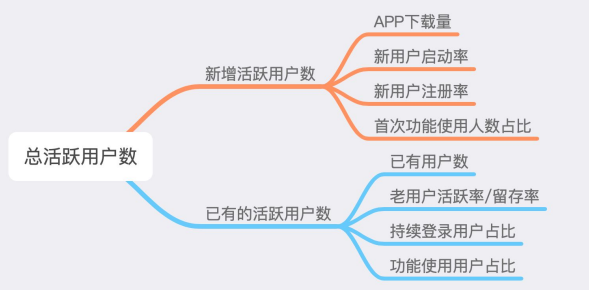 总活跃用户数
新增活跃用户数
APP下载量
新用户启动率
新用户注册率
首次功能使用人数占比
已有的活跃用户数
已有用户数
老用户活跃率/留存率
持续登录用户占比
功能使用用户占比